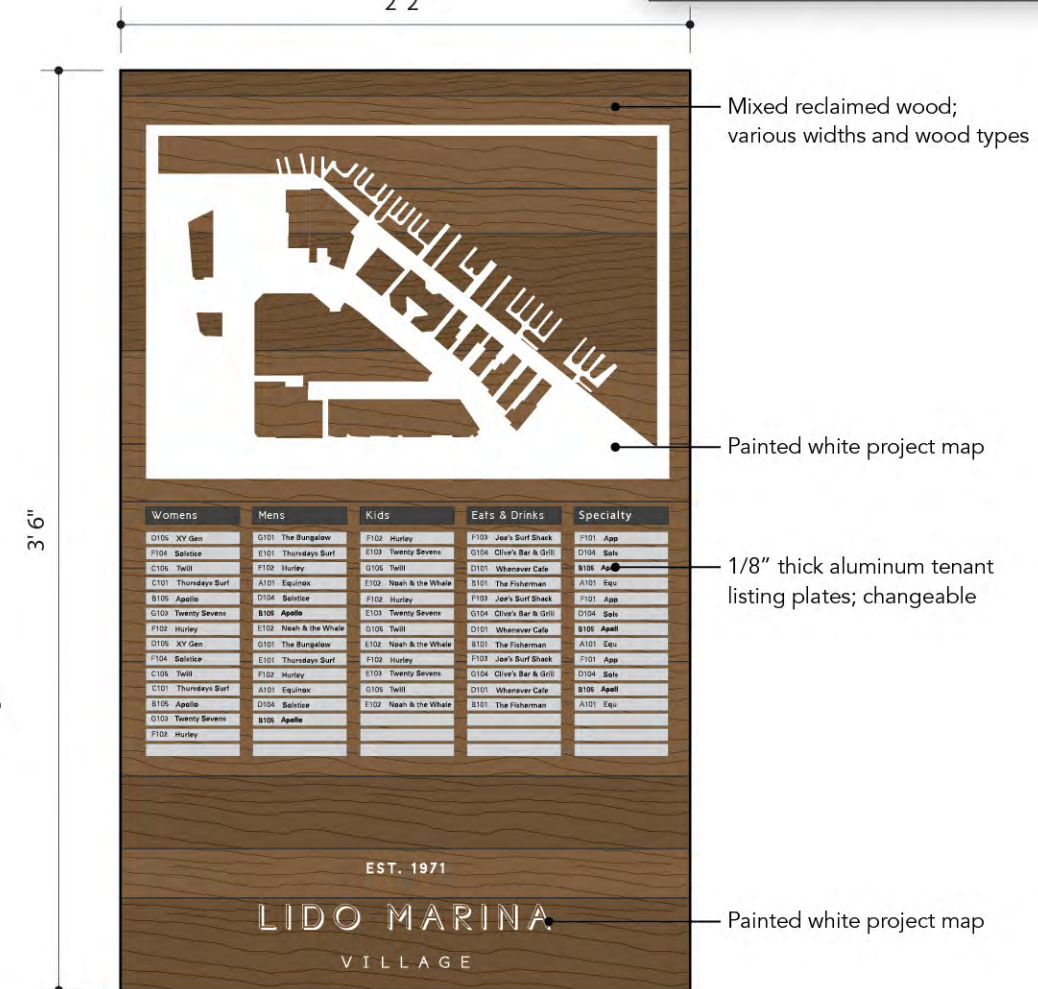 2' 2"
Mixed reclaimed wood;
various widths and wood types
Painted white project map
3' 6"
Womens
D105 XY Gen
F104 Solstice
C105 Twill
C101 Thursdays Surf
B105 Apollo
G103 Twenty Sevens
F102 Hurley
D105 XY Gen
F104 Solstice
C105 Twill
C101 Thursdays Surf
B105 Apollo
G103 Twenty Sevens
F102 Hurley
Mens
G101 The Bungalow
E101 Thursdays Surf
F102 Hurley
A101 Equinox
D104 Solstice
B105 Apollo
E102 Noah & the Whale
G101 The Bungalow
E101 Thursdays Surf
F102 Hurley
A101 Equinox
D104 Solstice
B105 Apollo
Kids
F102 Hurley
E103 Twenty Sevens
G105 Twill
E102 Noah & the Whale
F102 Hurley
E103 Twenty Sevens
G105 Twill
E102 Noah & the Whale
F102 Hurley
E103 Twenty Sevens
G105 Twill
E102 Noah & the Whale
Eats & Drinks
F103 Joe's Surf Shack
G104 Clive's Bar & Grill
D101 Whenever Cafe
B101 The Fisherman
F103 Joe's Surf Shack
G104 Clive's Bar & Grill
D101 Whenever Cafe
B101 The Fisherman
F103 Joe's Surf Shack
G104 Clive's Bar & Grill
D101 Whenever Cafe
B101 The Fisherman
Specialty
F101 App
D104 Sols
B105
A101 Equ
F101 App
D104 Sols
B105 Apoll
A101 Equ
F101 App
D104 Sols
B105 Apoll
A101 Equ
1/8" thick aluminum tenant
listing plates; changeable
EST. 1971
LIDO MARINA
VILLAGE
Painted white project map